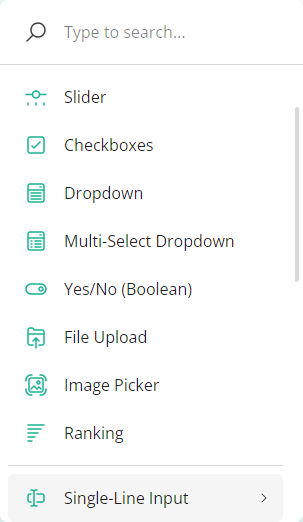 Type to search...
Slider
Checkboxes
Dropdown
Multi-Select Dropdown
Yes/No (Boolean)
File Upload
Image Picker
Ranking
Single-Line Input